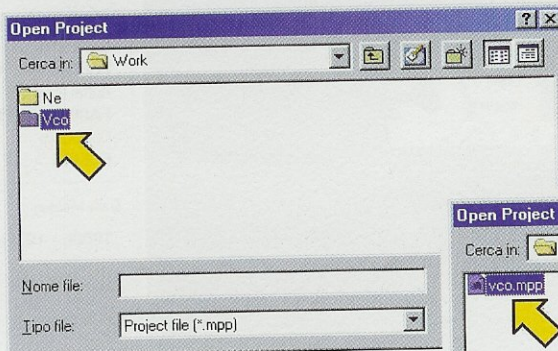 Open Project
Cerca in: Work
Ne
Vco
Nome file:
Tipo file: Project file (*.mpp)
Open Project
Cerca in:
vco.mpp